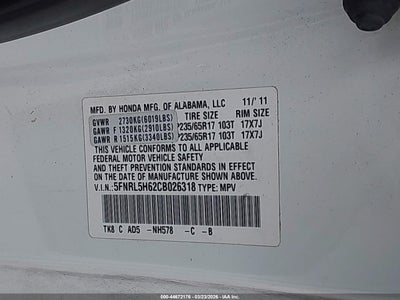 MFD. BY HONDA MFG. OF ALABAMA, LLC 11/'11
GVWR 2730KG(6019LBS) TIRE SIZE RIM SIZE
GAWR F 1320KG(2910LBS) P235/65R17 103T 17X7J
GAWR R 1515KG(3340LBS) P235/65R17 103T 17X7J
THIS VEHICLE CONFORMS TO ALL APPLICABLE
FEDERAL MOTOR VEHICLE SAFETY
AND THEFT PREVENTION STANDARDS IN EFFECT
ON THE DATE OF MANUFACTURE SHOWN ABOVE.
V.I.N.:5FNRL5H62CB026318 TYPE: MPV
TK8 C AD5 -NH578 -C -B
000-44672176 - 03/23/2026 - IAA Inc.